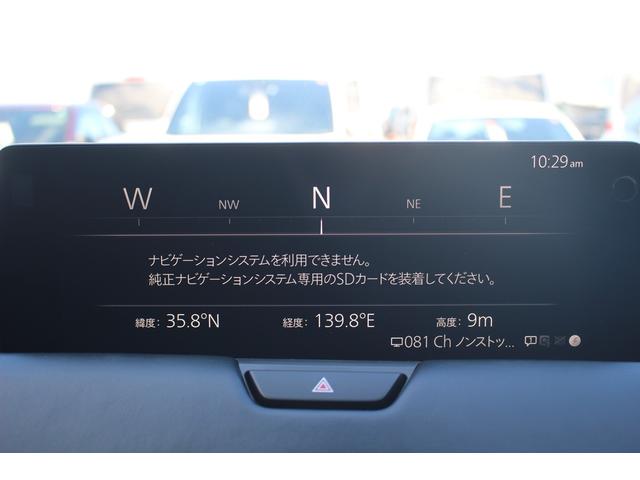 10:29am
W NW N NE E
ナビゲーションシステムを利用できません。
純正ナビゲーションシステム専用のSDカードを装着してください。
緯度: 35.8°N 経度: 139.8°E 高度: 9m
081 Ch ノンストッ...